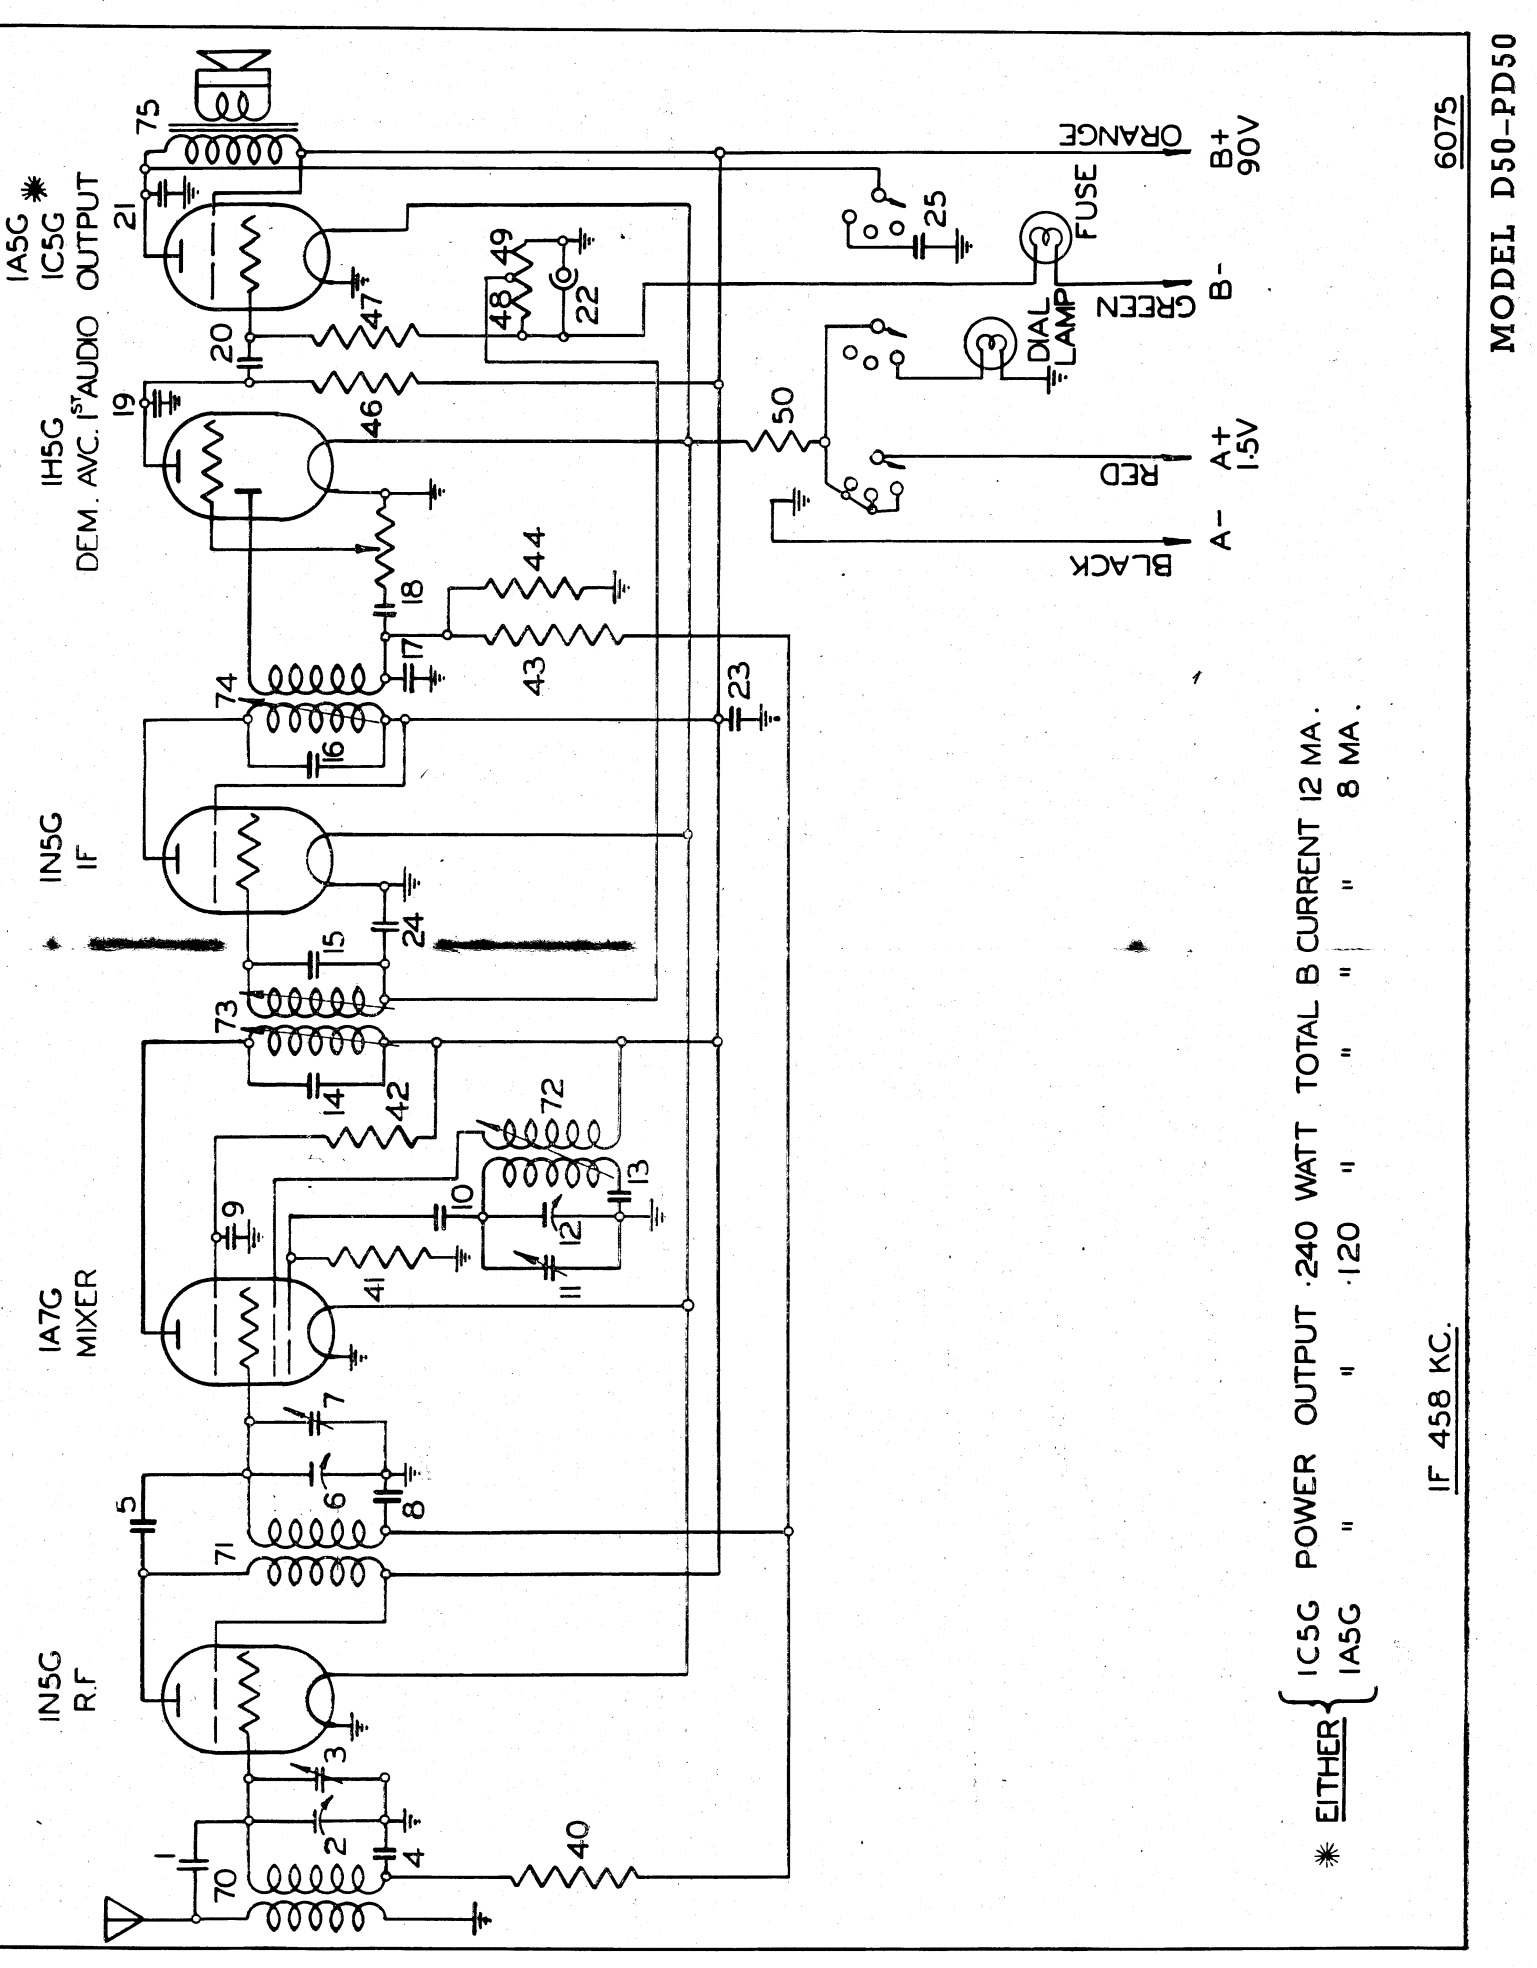 1N5G
R.F
1A7G
MIXER
1N5G
IF
1H5G
DEM. AVC. 1ST AUDIO
1A5G *
1C5G
OUTPUT
1
70
2
3
4
40
5
71
6
7
8
9
41
10
11
12
13
72
14
42
73
15
24
16
74
17
18
43
44
23
19
46
20
47
48
49
22
21
75
50
25
DIAL
LAMP
FUSE
BLACK
RED
GREEN
ORANGE
A-
A+
1.5V
B-
B+
90V
* EITHER
1C5G POWER OUTPUT .240 WATT TOTAL B CURRENT 12 MA.
1A5G " " .120 " " " " 8 MA.
IF 458 KC.
6075
MODEL D50-PD50